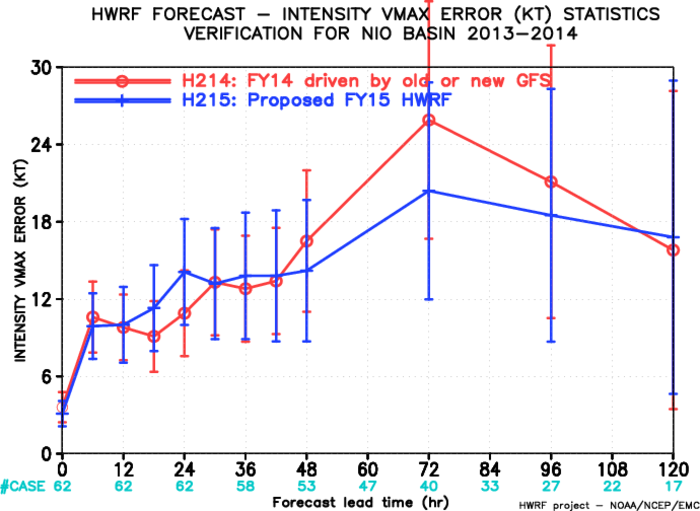 HWRF FORECAST – INTENSITY VMAX ERROR (KT) STATISTICS
VERIFICATION FOR NIO BASIN 2013–2014
H214: FY14 driven by old or new GFS
H215: Proposed FY15 HWRF
INTENSITY VMAX ERROR (KT)
30
24
18
12
6
0
0 12 24 36 48 60 72 84 96 108 120
#CASE 62 62 62 58 53 47 40 33 27 22 17
Forecast lead time (hr)
HWRF project – NOAA/NCEP/EMC